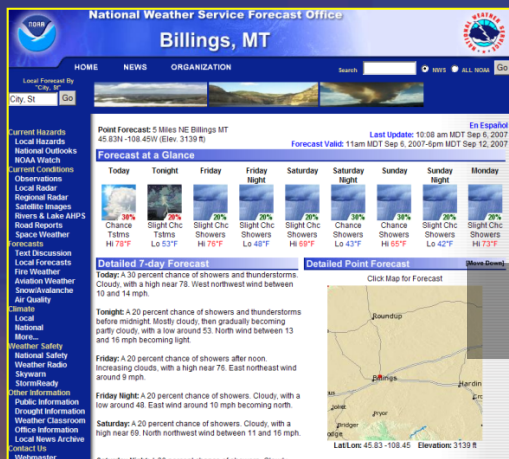 NOAA
National Weather Service Forecast Office
NATIONAL WEATHER SERVICE
Billings, MT
HOME NEWS ORGANIZATION
Search NWS ALL NOAA Go
Local Forecast By
"City, St"
City, St Go
Current Hazards
Local Hazards
National Outlooks
NOAA Watch
Current Conditions
Observations
Local Radar
Regional Radar
Satellite Images
Rivers & Lake AHPS
Road Reports
Space Weather
Forecasts
Text Discussion
Local Forecasts
Fire Weather
Aviation Weather
Snow/Avalanche
Air Quality
Climate
Local
National
More...
Weather Safety
National Safety
Weather Radio
Skywarn
StormReady
Other Information
Public Information
Drought Information
Weather Classroom
Office Information
Local News Archive
Contact Us
Webmaster
En Español
Point Forecast: 5 Miles NE Billings MT
45.83N -108.45W (Elev. 3139 ft)
Last Update: 10:08 am MDT Sep 6, 2007
Forecast Valid: 11am MDT Sep 6, 2007-6pm MDT Sep 12, 2007
Forecast at a Glance
Today Tonight Friday Friday Night Saturday Saturday Night Sunday Sunday Night Monday
30% 20% 20% 20% 20% 30% 30% 20% 20%
Chance Tstms Slight Chc Tstms Slight Chc Showers Slight Chc Showers Slight Chc Showers Chance Showers Chance Showers Slight Chc Showers Slight Chc Showers
Hi 78°F Lo 53°F Hi 76°F Lo 48°F Hi 69°F Lo 43°F Hi 65°F Lo 42°F Hi 73°F
Detailed 7-day Forecast
Today: A 30 percent chance of showers and thunderstorms.
Cloudy, with a high near 78. West northwest wind between
10 and 14 mph.
Tonight: A 20 percent chance of showers and thunderstorms
before midnight. Mostly cloudy, then gradually becoming
partly cloudy, with a low around 53. North wind between 13
and 16 mph becoming light.
Friday: A 20 percent chance of showers after noon.
Increasing clouds, with a high near 76. East northeast wind
around 9 mph.
Friday Night: A 20 percent chance of showers. Cloudy, with a
low around 48. East wind around 10 mph becoming north.
Saturday: A 20 percent chance of showers. Cloudy, with a
high near 69. North northwest wind between 11 and 16 mph.
Detailed Point Forecast [Move Down]
Click Map for Forecast
Roundup
Billings
Hardin
Joliet
Pryor
Bridger
Lat/Lon: 45.83 -108.45 Elevation: 3139 ft